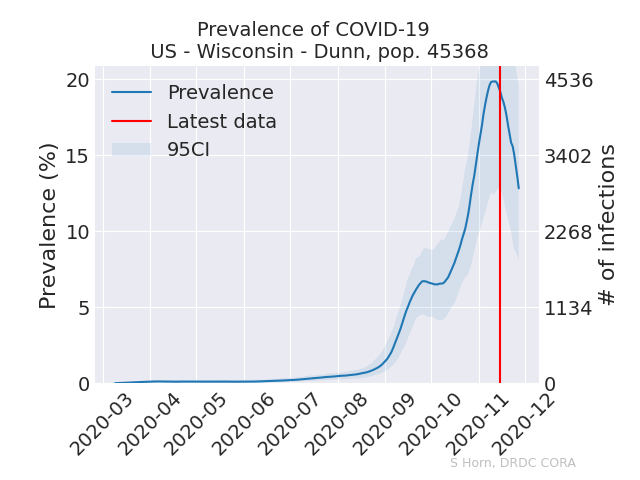 Prevalence of COVID-19
US - Wisconsin - Dunn, pop. 45368
Prevalence
Latest data
95CI
Prevalence (%)
20
15
10
5
0
4536
3402
2268
1134
0
# of infections
2020-03
2020-04
2020-05
2020-06
2020-07
2020-08
2020-09
2020-10
2020-11
2020-12
S Horn, DRDC CORA